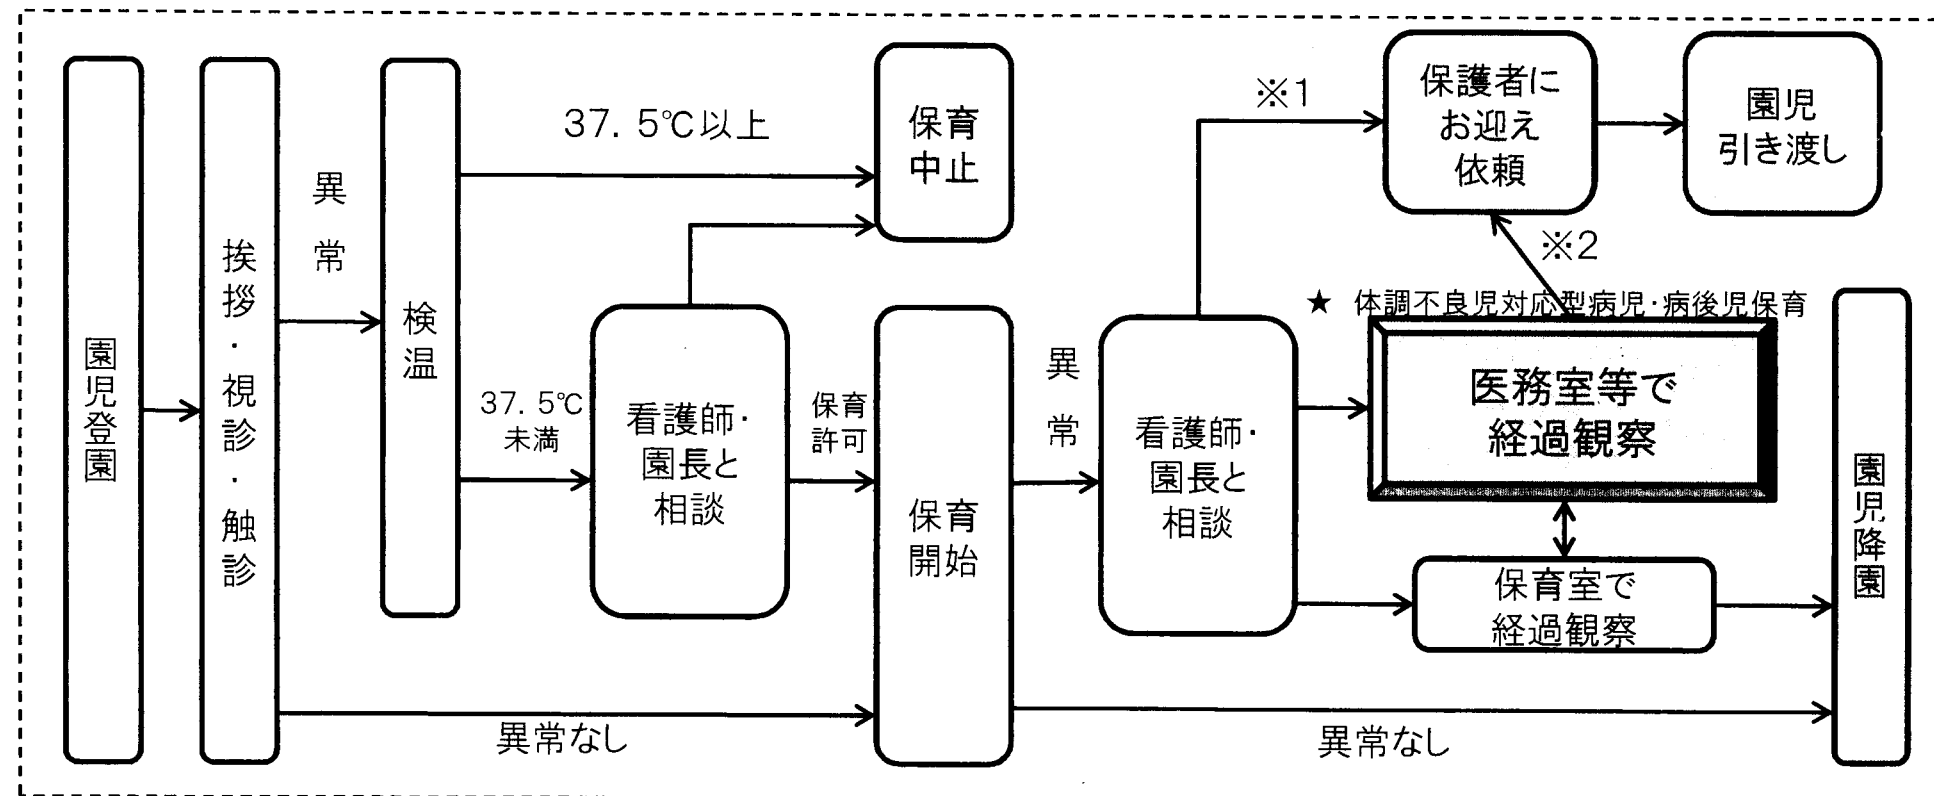 園児登園
挨拶・視診・触診
異常
検温
37.5℃以上
保育
中止
37.5℃
未満
看護師・
園長と
相談
保育
許可
保育
開始
異常なし
異常
看護師・
園長と
相談
※1
保護者に
お迎え
依頼
園児
引き渡し
※2
★ 体調不良児対応型病児・病後児保育
医務室等で
経過観察
保育室で
経過観察
異常なし
園児降園